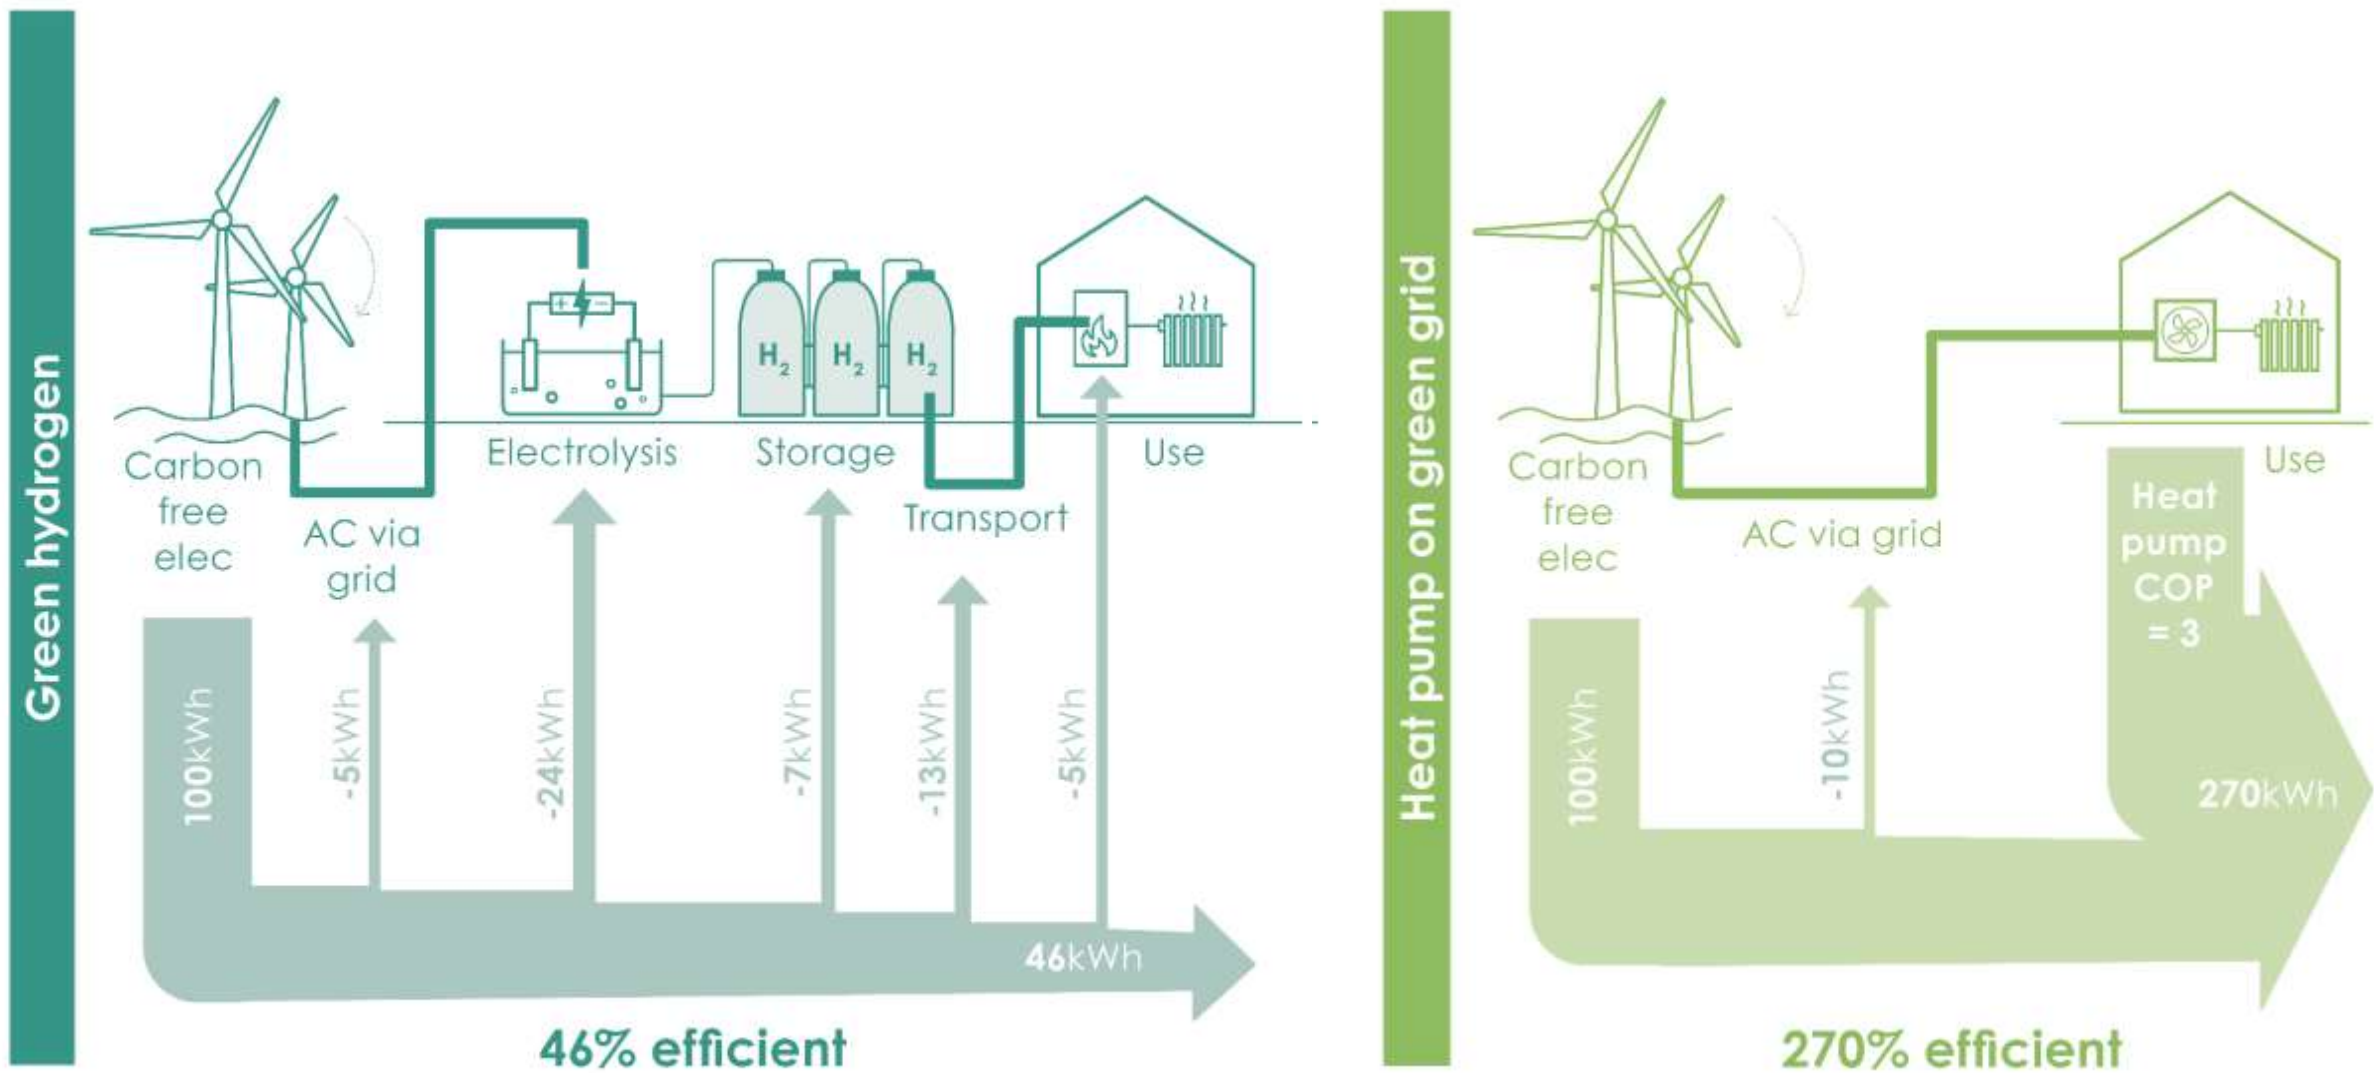 Green hydrogen
Carbon
free
elec
AC via
grid
Electrolysis
+
−
H2
H2
H2
Storage
Transport
Use
100kWh
-5kWh
-24kWh
-7kWh
-13kWh
-5kWh
46kWh
46% efficient
Heat pump on green grid
Carbon
free
elec
AC via grid
Use
Heat
pump
COP
= 3
100kWh
-10kWh
270kWh
270% efficient